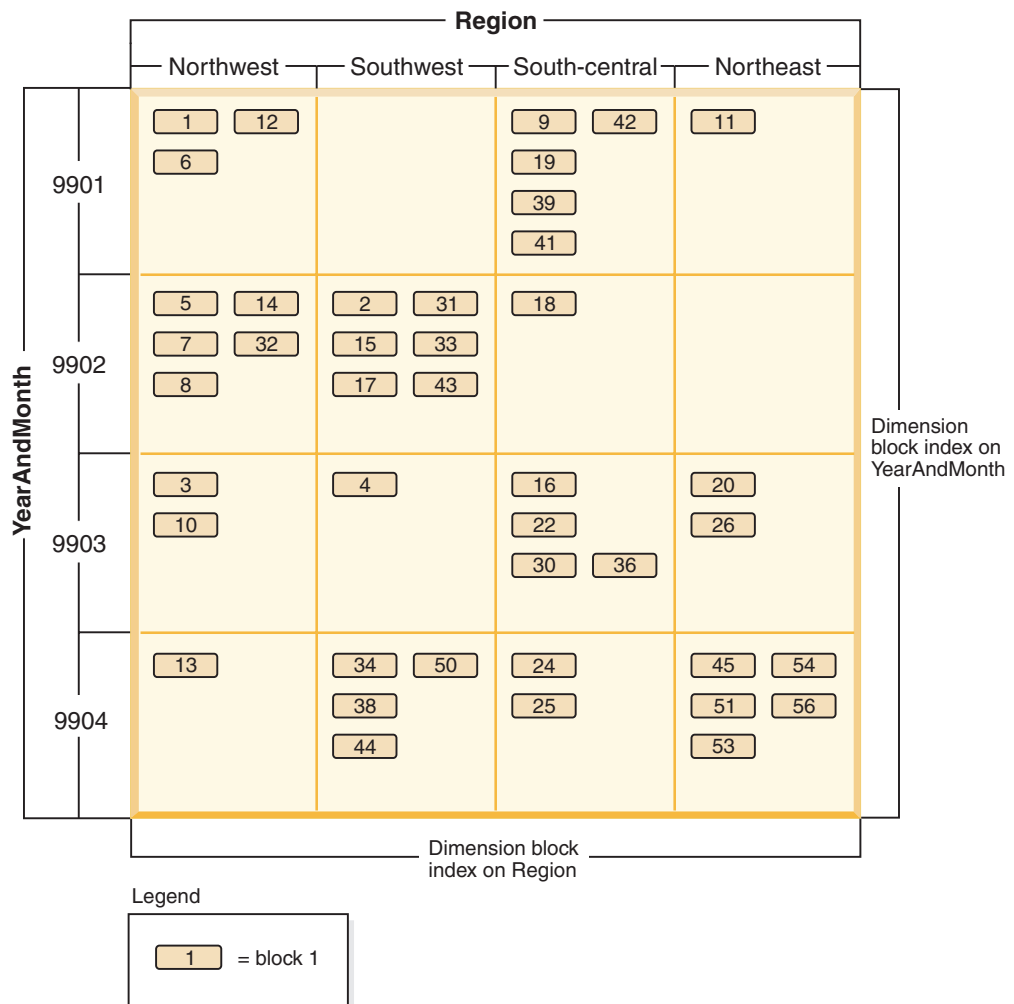 Region
Northwest Southwest South-central Northeast
YearAndMonth
9901
1 12 9 42 11
6 19
39
41
9902
5 14 2 31 18
7 32 15 33
8 17 43
Dimension
block index on
YearAndMonth
9903
3 4 16 20
10 22 26
30 36
9904
13 34 50 24 45 54
38 25 51 56
44 53
Dimension block
index on Region
Legend
1 = block 1